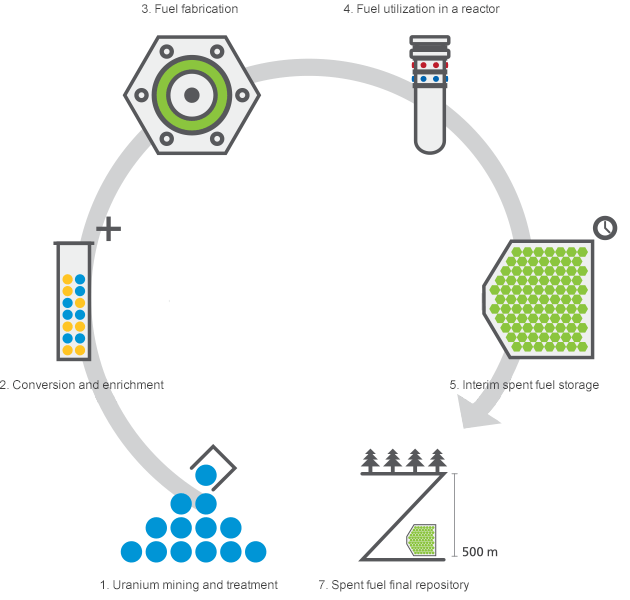 3. Fuel fabrication
4. Fuel utilization in a reactor
2. Conversion and enrichment
5. Interim spent fuel storage
500 m
1. Uranium mining and treatment
7. Spent fuel final repository